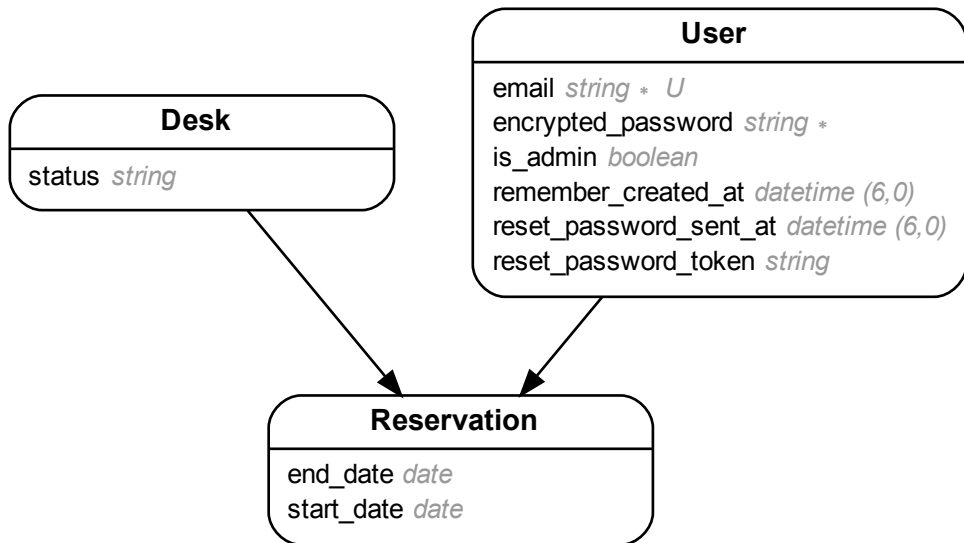 Desk
status string
User
email string * U
encrypted_password string *
is_admin boolean
remember_created_at datetime (6,0)
reset_password_sent_at datetime (6,0)
reset_password_token string
Reservation
end_date date
start_date date